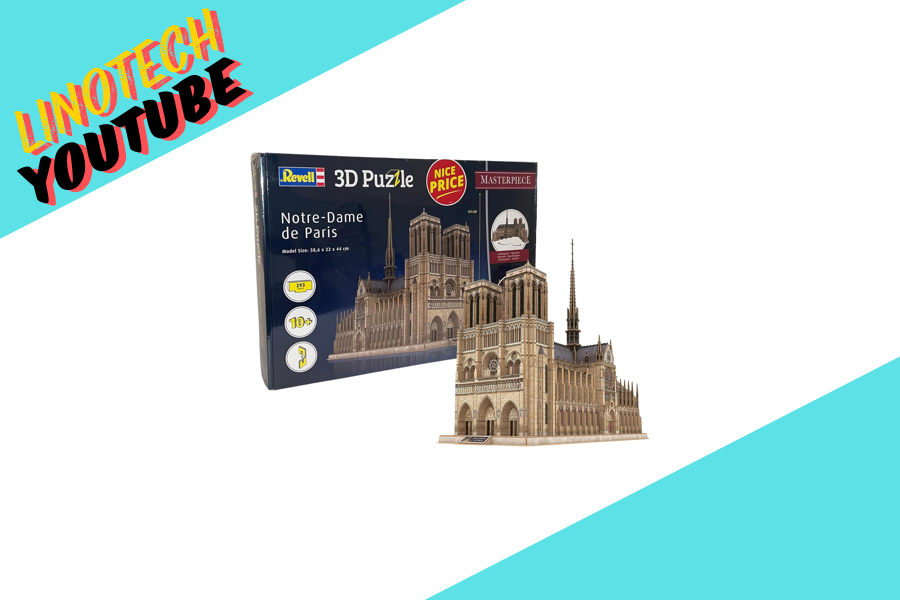 LINOTECH
YOUTUBE
Revell
3D Puzzle
NICE
PRICE
MASTERPIECE
Notre-Dame
de Paris
Model Size: 58,6 x 22 x 44 cm
293
10+